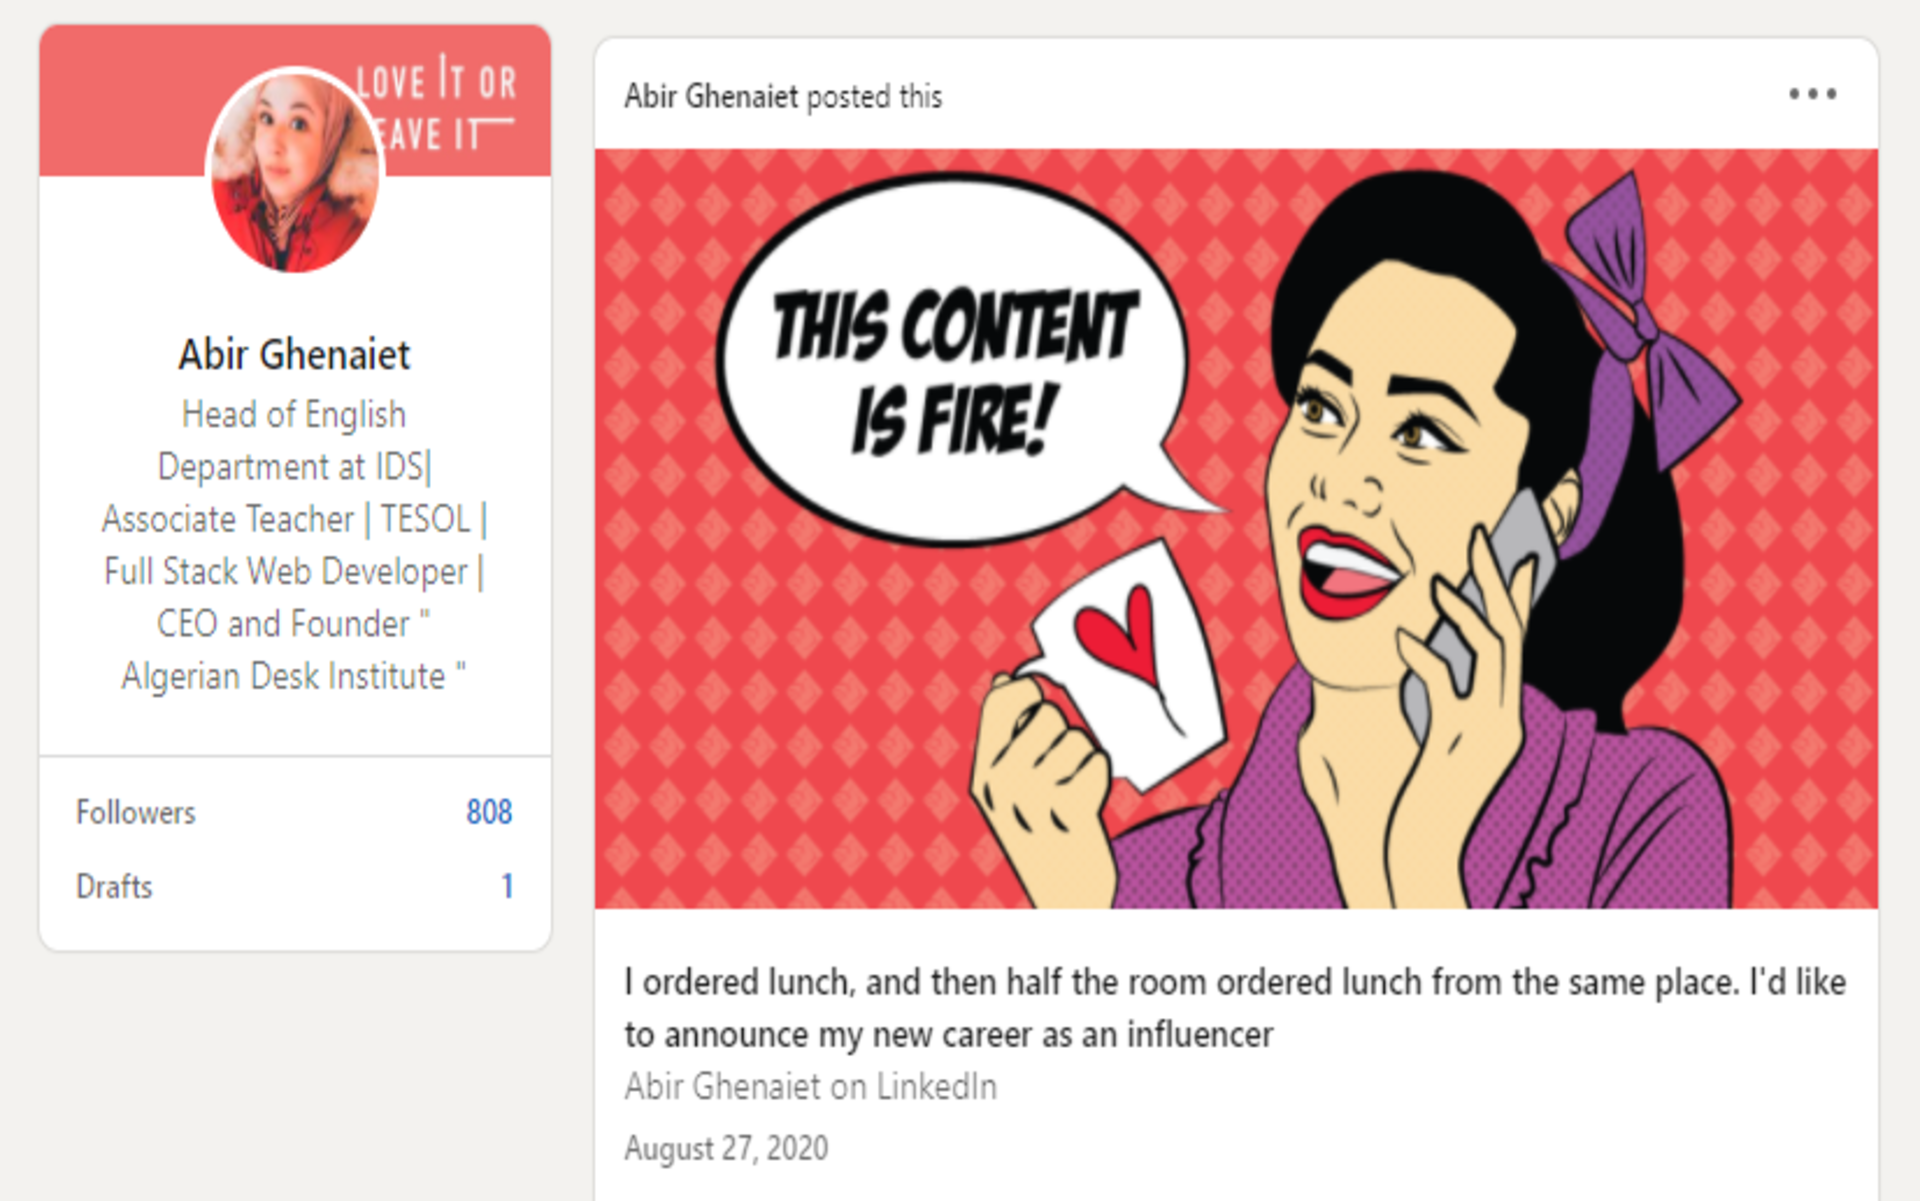 LOVE IT OR
EAVE IT
Abir Ghenaiet
Head of English
Department at IDS|
Associate Teacher | TESOL |
Full Stack Web Developer |
CEO and Founder "
Algerian Desk Institute "
Followers 808
Drafts 1
Abir Ghenaiet posted this
THIS CONTENT
IS FIRE!
I ordered lunch, and then half the room ordered lunch from the same place. I'd like
to announce my new career as an influencer
Abir Ghenaiet on LinkedIn
August 27, 2020